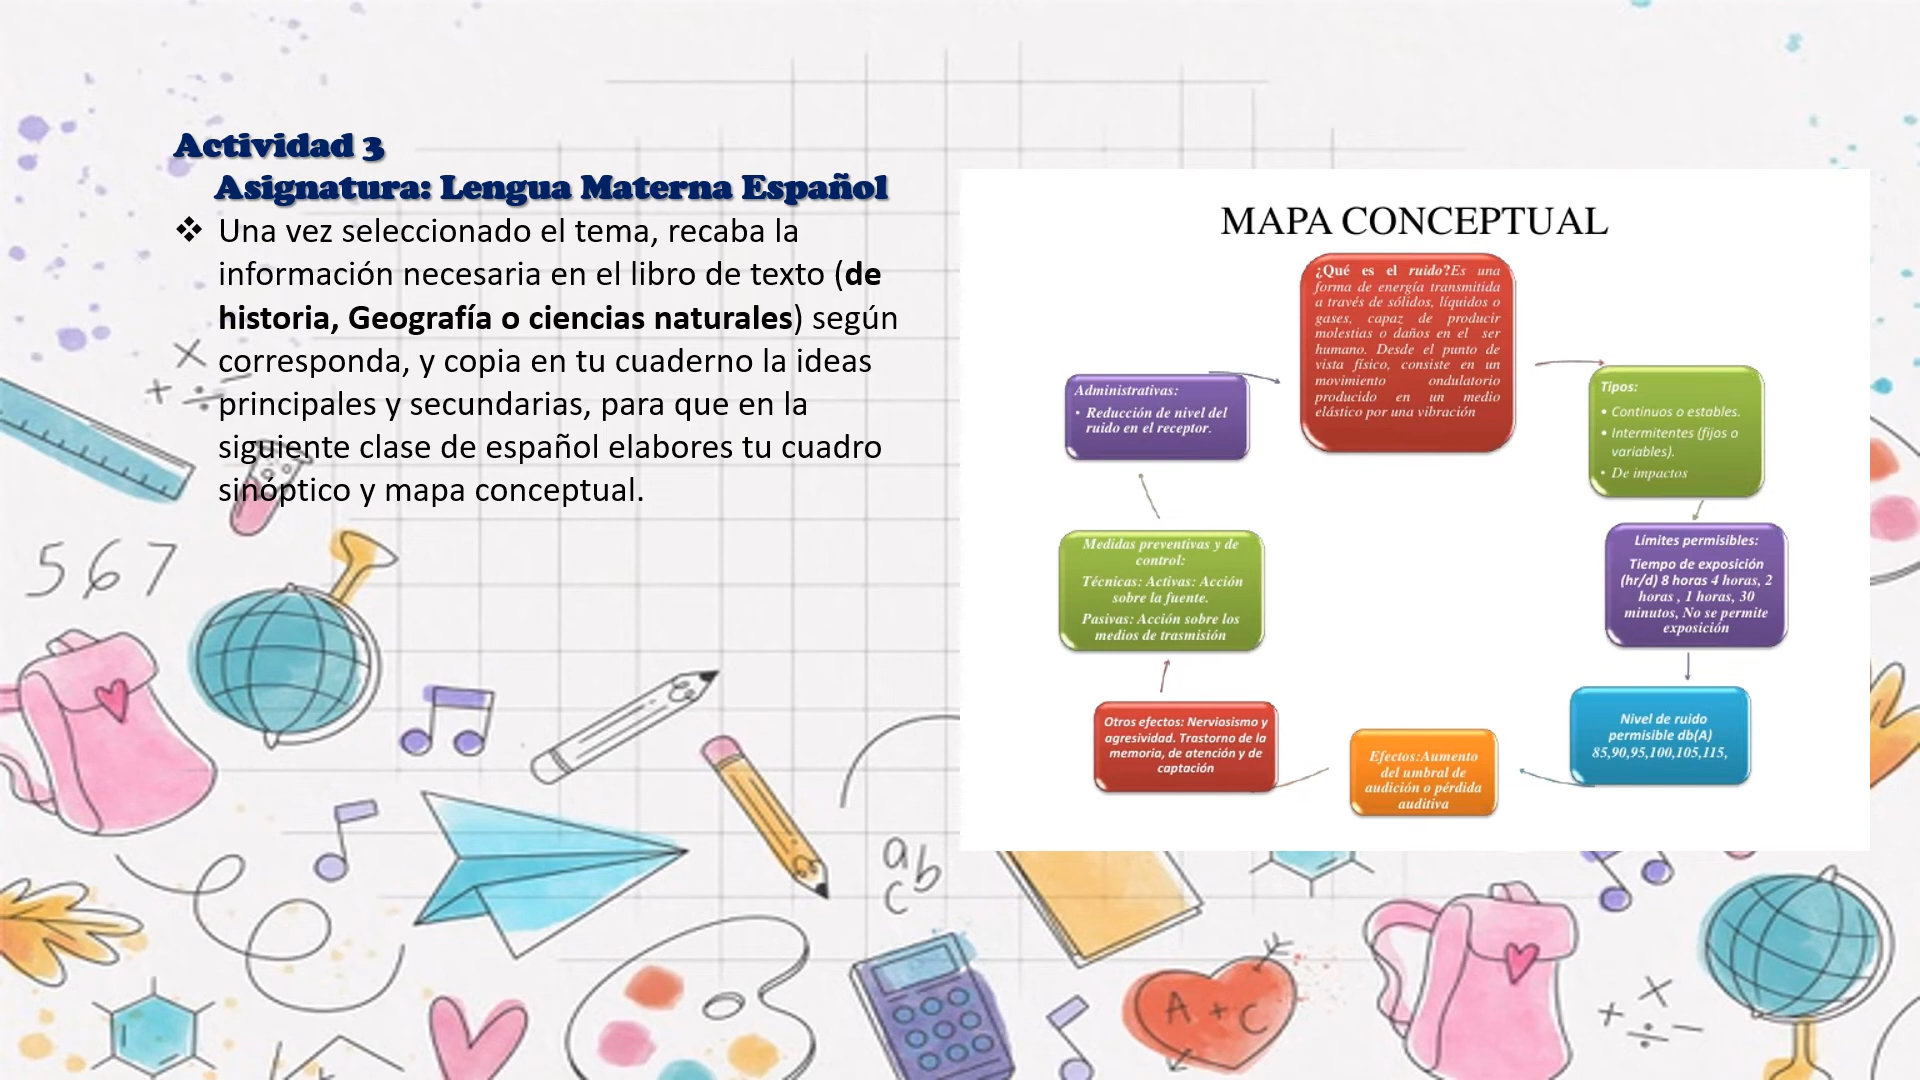 Actividad 3
Asignatura: Lengua Materna Español
❖ Una vez seleccionado el tema, recaba la
información necesaria en el libro de texto (de
historia, Geografía o ciencias naturales) según
corresponda, y copia en tu cuaderno la ideas
principales y secundarias, para que en la
siguiente clase de español elabores tu cuadro
sinóptico y mapa conceptual.
MAPA CONCEPTUAL
¿Qué es el ruido?Es una
forma de energía transmitida
a través de sólidos, líquidos o
gases, capaz de producir
molestias o daños en el ser
humano. Desde el punto de
vista físico, consiste en un
movimiento ondulatorio
producido en un medio
elástico por una vibración
Tipos:
• Continuos o estables.
• Intermitentes (fijos o
variables).
• De impactos
Límites permisibles:
Tiempo de exposición
(hr/d) 8 horas 4 horas, 2
horas , 1 horas, 30
minutos, No se permite
exposición
Nivel de ruido
permisible db(A)
85,90,95,100,105,115,
Efectos:Aumento
del umbral de
audición o pérdida
auditiva
Otros efectos: Nerviosismo y
agresividad. Trastorno de la
memoria, de atención y de
captación
Medidas preventivas y de
control:
Técnicas: Activas: Acción
sobre la fuente.
Pasivas: Acción sobre los
medios de trasmisión
Administrativas:
• Reducción de nivel del
ruido en el receptor.
567
ab
c
A + C